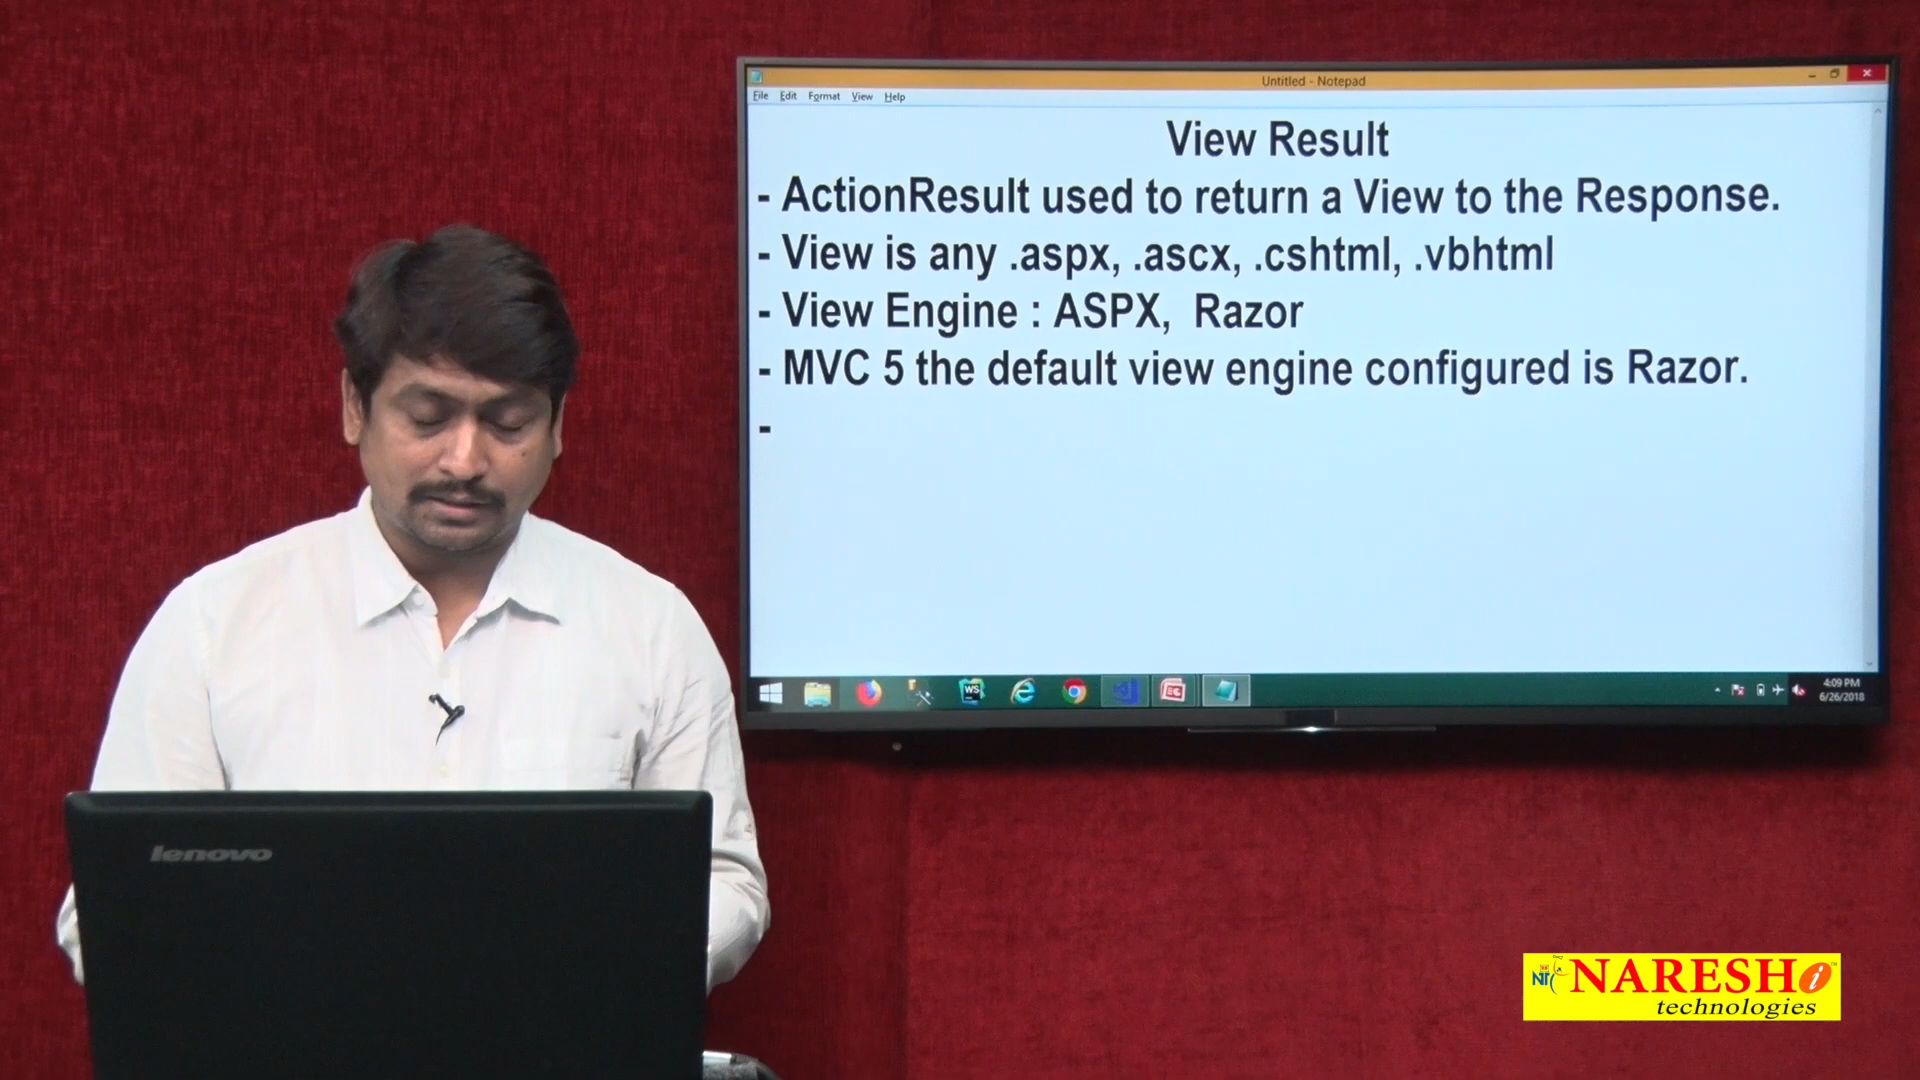 Untitled - Notepad
File Edit Format View Help
View Result
- ActionResult used to return a View to the Response.
- View is any .aspx, .ascx, .cshtml, .vbhtml
- View Engine : ASPX, Razor
- MVC 5 the default view engine configured is Razor.
-
WS
4:09 PM
6/26/2018
lenovo
NARESH i
technologies